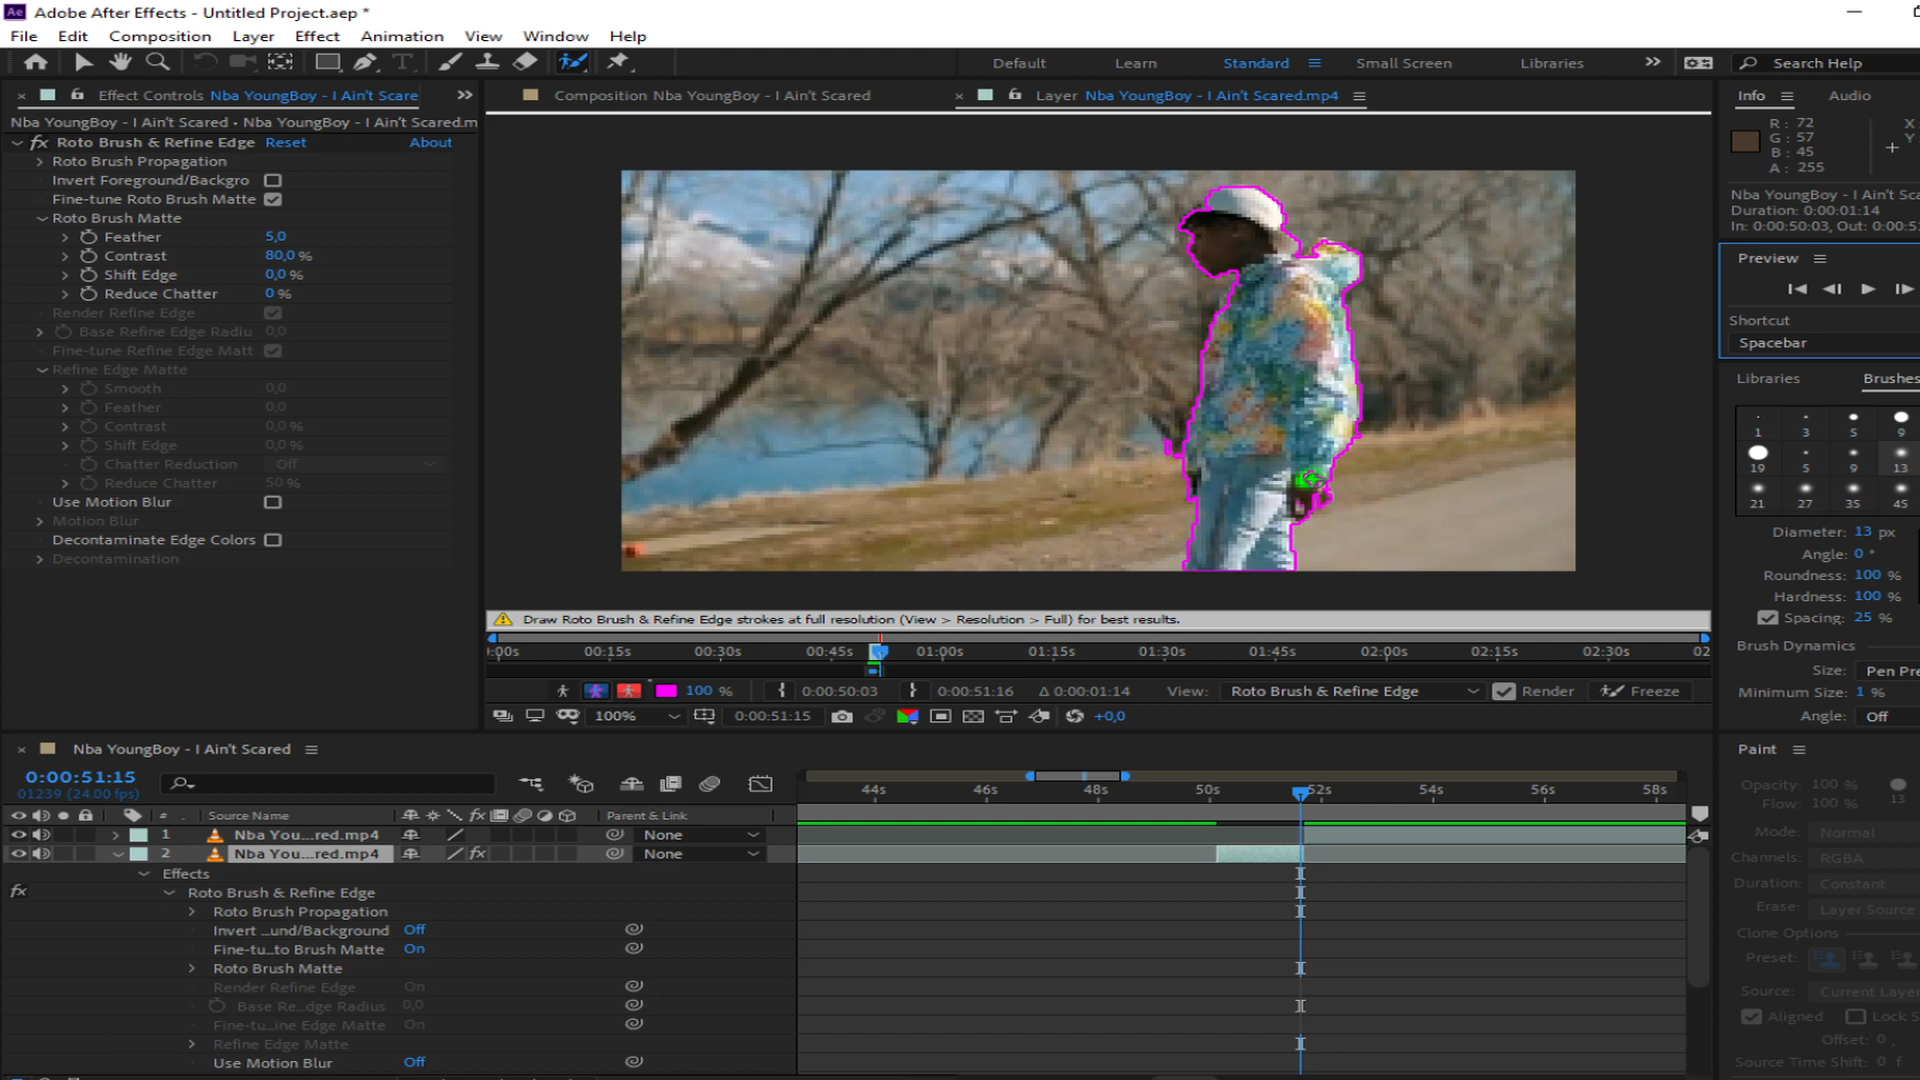 Ae Adobe After Effects - Untitled Project.aep *
File Edit Composition Layer Effect Animation View Window Help
Default Learn Standard Small Screen Libraries Search Help
Effect Controls Nba YoungBoy - I Ain't Scare
Composition Nba YoungBoy - I Ain't Scared
Layer Nba YoungBoy - I Ain't Scared.mp4
Info Audio
Nba YoungBoy - I Ain't Scared • Nba YoungBoy - I Ain't Scared.m
fx Roto Brush & Refine Edge Reset About
Roto Brush Propagation
Invert Foreground/Backgro
Fine-tune Roto Brush Matte
Roto Brush Matte
Feather 5,0
Contrast 80,0 %
Shift Edge 0,0 %
Reduce Chatter 0 %
Render Refine Edge
Base Refine Edge Radiu 0,0
Fine-tune Refine Edge Matt
Refine Edge Matte
Smooth 0,0
Feather 0,0
Contrast 0,0 %
Shift Edge 0,0 %
Chatter Reduction Off
Reduce Chatter 50 %
Use Motion Blur
Motion Blur
Decontaminate Edge Colors
Decontamination
R : 72
G : 57
B : 45
A : 255
X
Y
Nba YoungBoy - I Ain't Sca
Duration: 0:00:01:14
In: 0:00:50:03, Out: 0:00:5
Preview
Shortcut
Spacebar
Libraries Brushes
1 3 5 9
19 5 9 13
21 27 35 45
Diameter: 13 px
Angle: 0 °
Roundness: 100 %
Hardness: 100 %
Spacing: 25 %
Brush Dynamics
Size: Pen Pre
Minimum Size: 1 %
Angle: Off
Draw Roto Brush & Refine Edge strokes at full resolution (View > Resolution > Full) for best results.
:00s 00:15s 00:30s 00:45s 01:00s 01:15s 01:30s 01:45s 02:00s 02:15s 02:30s 02
100 % 0:00:50:03 0:00:51:16 Δ 0:00:01:14 View: Roto Brush & Refine Edge Render Freeze
100% 0:00:51:15 +0,0
Nba YoungBoy - I Ain't Scared
0:00:51:15
01239 (24.00 fps)
44s 46s 48s 50s 52s 54s 56s 58s
# Source Name fx Parent & Link
1 Nba You...red.mp4 None
2 Nba You...red.mp4 fx None
Effects
fx Roto Brush & Refine Edge
Roto Brush Propagation
Invert ...und/Background Off
Fine-tu...to Brush Matte On
Roto Brush Matte
Render Refine Edge On
Base Re...dge Radius 0,0
Fine-tu...ine Edge Matte On
Refine Edge Matte
Use Motion Blur Off
Paint
Opacity: 100 %
Flow: 100 % 13
Mode: Normal
Channels: RGBA
Duration: Constant
Erase: Layer Source
Clone Options
Preset:
Source: Current Layer
Aligned Lock S
Offset: 0 ,
Source Time Shift: 0 f